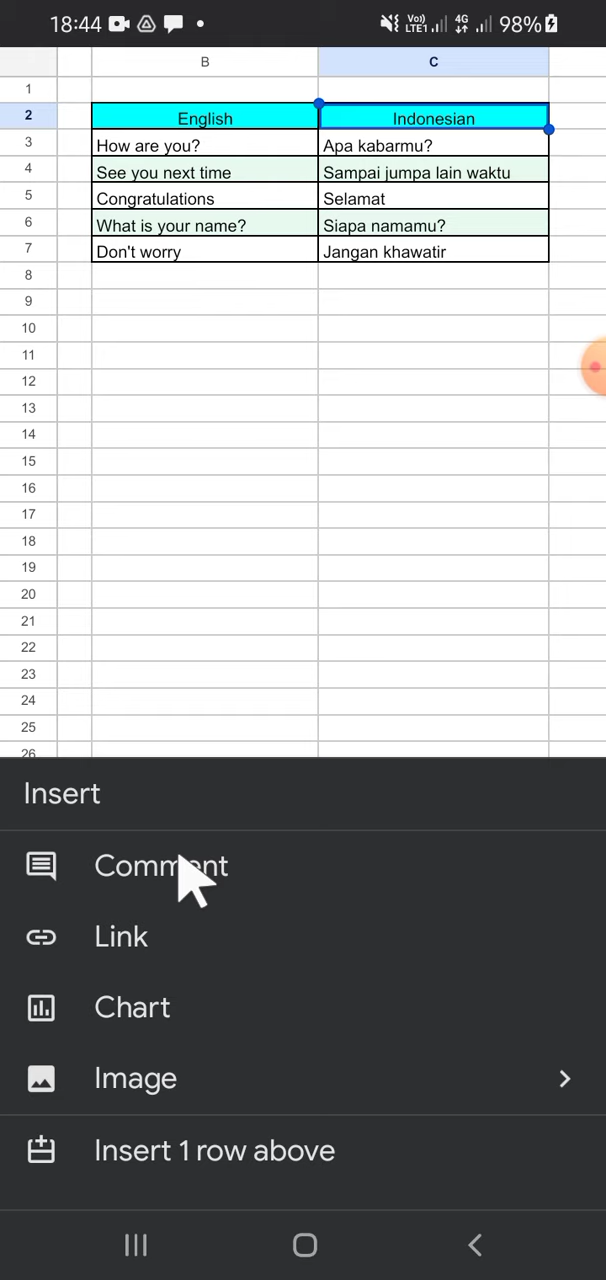 18:44 Vo)) LTE1 4G 98%
B C
1
2 English Indonesian
3 How are you? Apa kabarmu?
4 See you next time Sampai jumpa lain waktu
5 Congratulations Selamat
6 What is your name? Siapa namamu?
7 Don't worry Jangan khawatir
8
9
10
11
12
13
14
15
16
17
18
19
20
21
22
23
24
25
26
Insert
Comment
Link
Chart
Image
Insert 1 row above